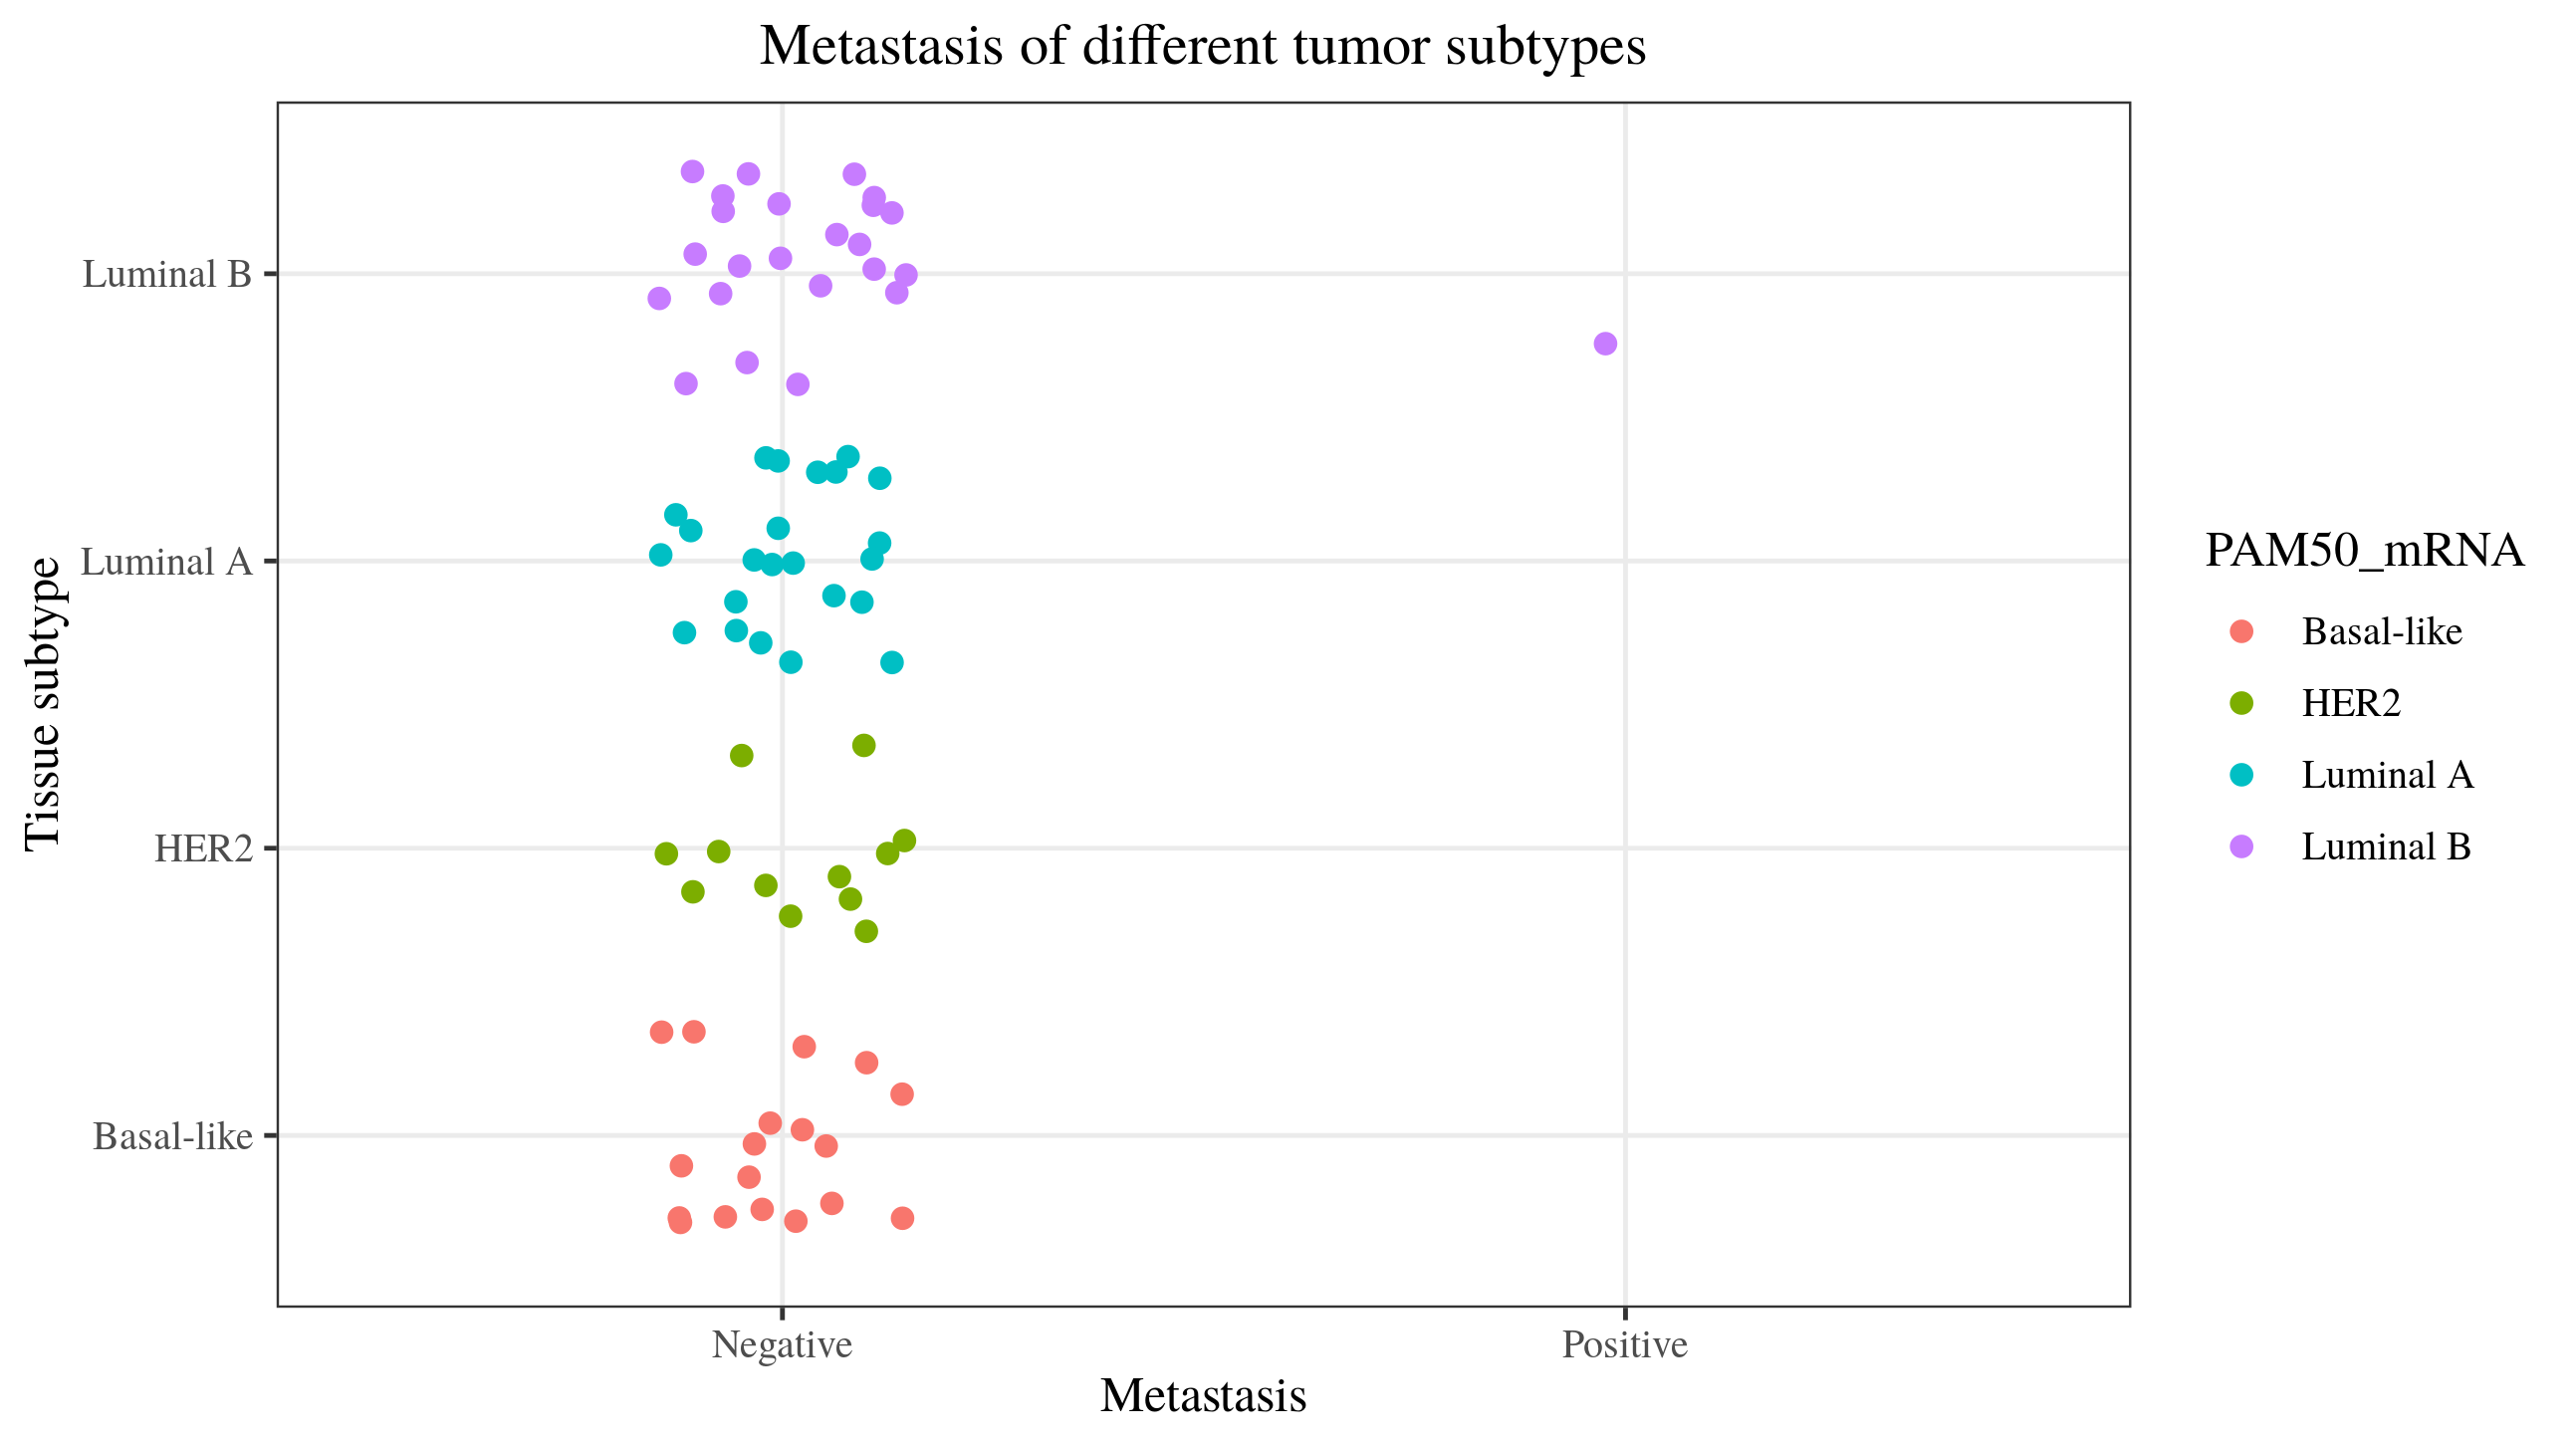 Metastasis of different tumor subtypes
Tissue subtype
Luminal B
Luminal A
HER2
Basal-like
Negative
Positive
Metastasis
PAM50_mRNA
Basal-like
HER2
Luminal A
Luminal B